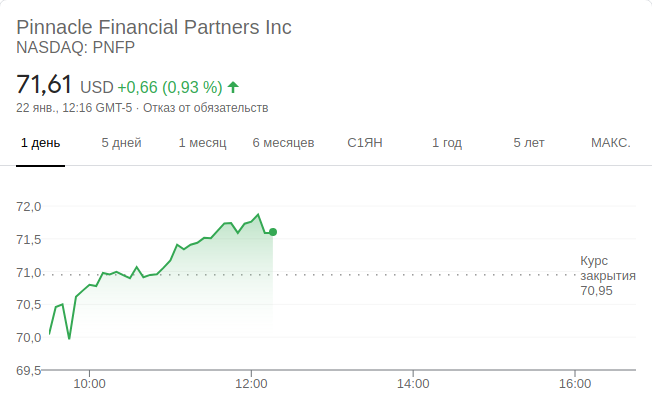 Pinnacle Financial Partners Inc
NASDAQ: PNFP
71,61 USD +0,66 (0,93 %)
22 янв., 12:16 GMT-5 · Отказ от обязательств
1 день 5 дней 1 месяц 6 месяцев С1ЯН 1 год 5 лет МАКС.
72,0
71,5
71,0
70,5
70,0
69,5
Курс
закрытия
70,95
10:00 12:00 14:00 16:00